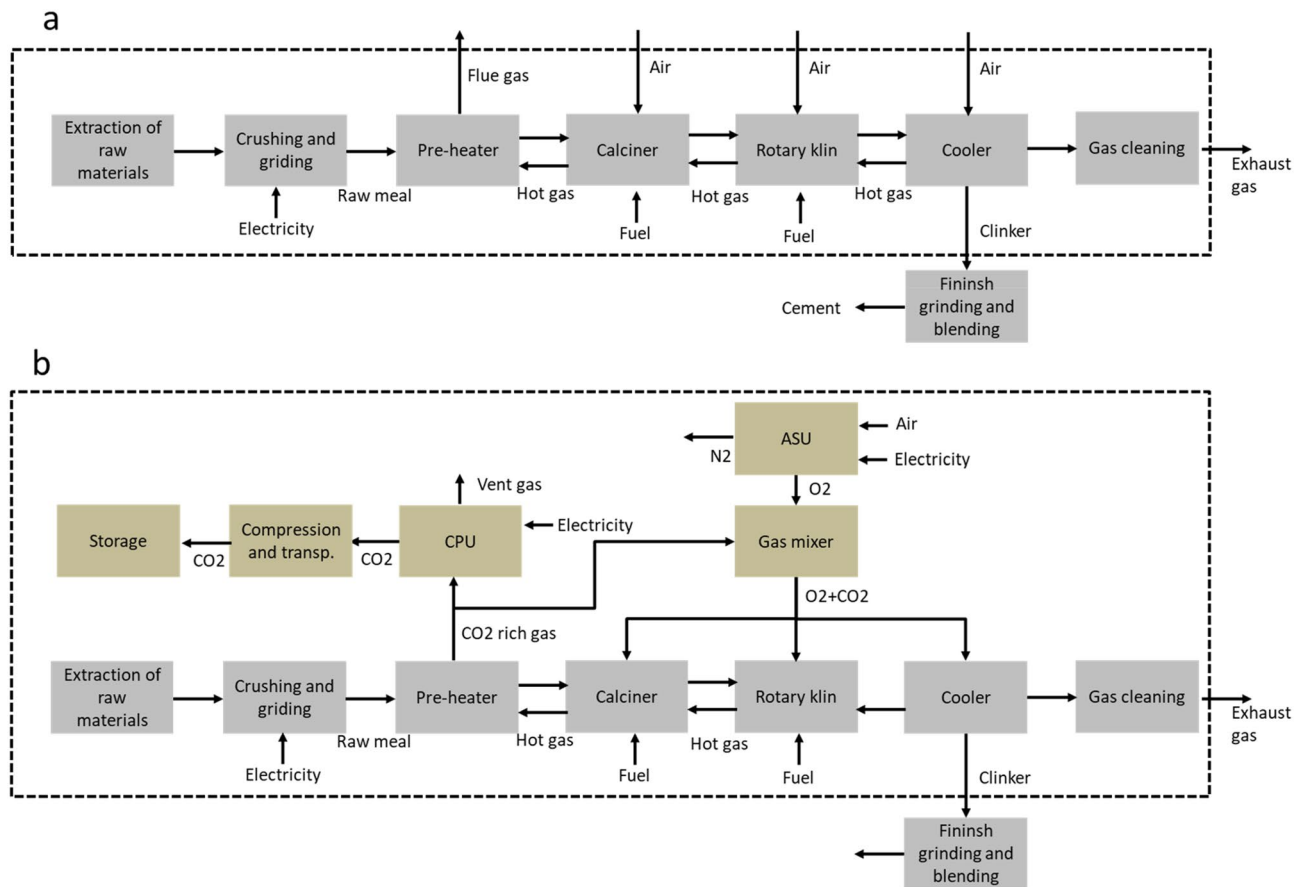 a
Flue gas
Air
Air
Air
Extraction of
raw
materials
Crushing and
griding
Pre-heater
Calciner
Rotary klin
Cooler
Gas cleaning
Raw meal
Hot gas
Hot gas
Hot gas
Exhaust
gas
Electricity
Fuel
Fuel
Clinker
Cement
Fininsh
grinding and
blending
b
ASU
Air
Electricity
N2
O2
Vent gas
Storage
CO2
Compression
and transp.
CO2
CPU
Electricity
Gas mixer
O2+CO2
CO2 rich gas
Extraction of
raw
materials
Crushing and
griding
Pre-heater
Calciner
Rotary klin
Cooler
Gas cleaning
Raw meal
Hot gas
Hot gas
Exhaust
gas
Electricity
Fuel
Fuel
Clinker
Fininsh
grinding and
blending